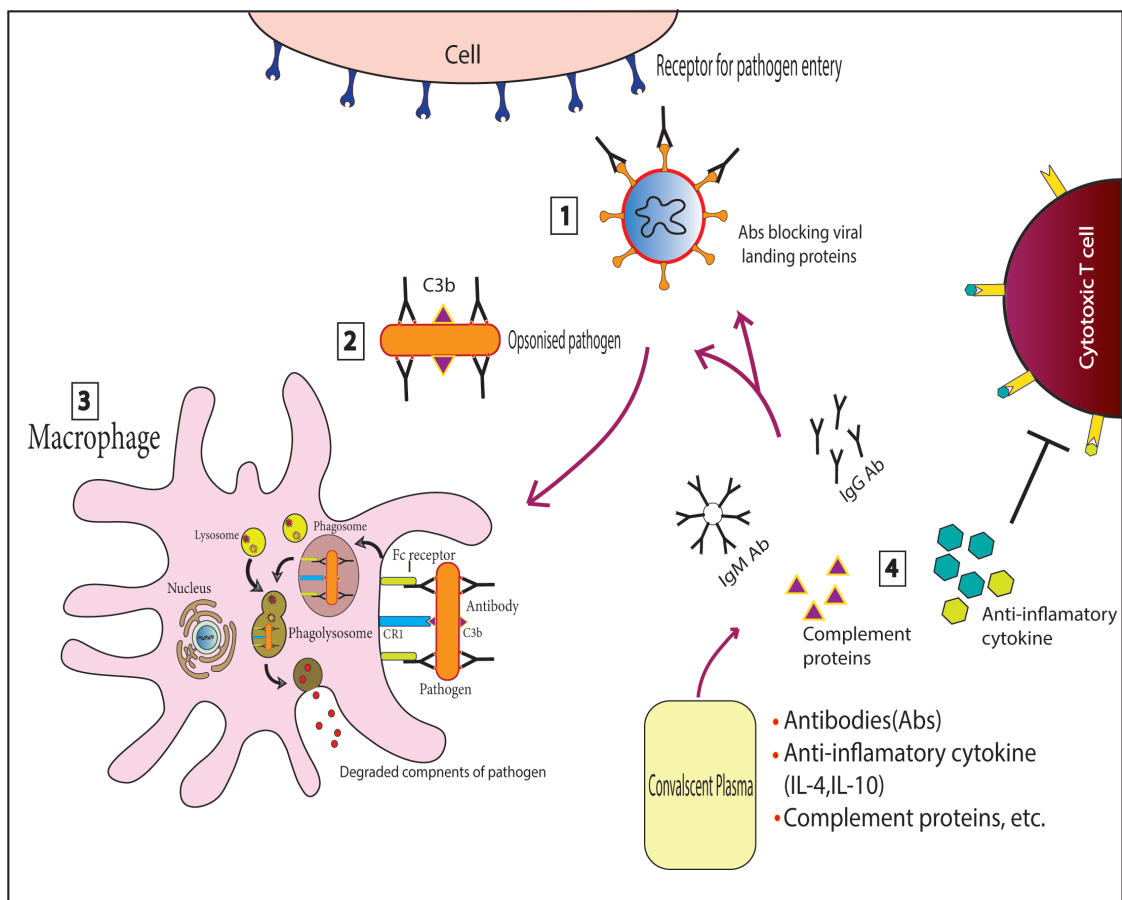 Cell
Receptor for pathogen entery
1
Abs blocking viral
landing proteins
Cytotoxic T cell
C3b
2
Opsonised pathogen
3
Macrophage
IgG Ab
IgM Ab
Lysosome
Phagosome
Fc receptor
Nucleus
Antibody
Phagolysosome
CR1
C3b
Pathogen
Degraded compnents of pathogen
4
Anti-inflamatory
cytokine
Complement
proteins
Convalscent Plasma
• Antibodies(Abs)
• Anti-inflamatory cytokine
(IL-4,IL-10)
• Complement proteins, etc.